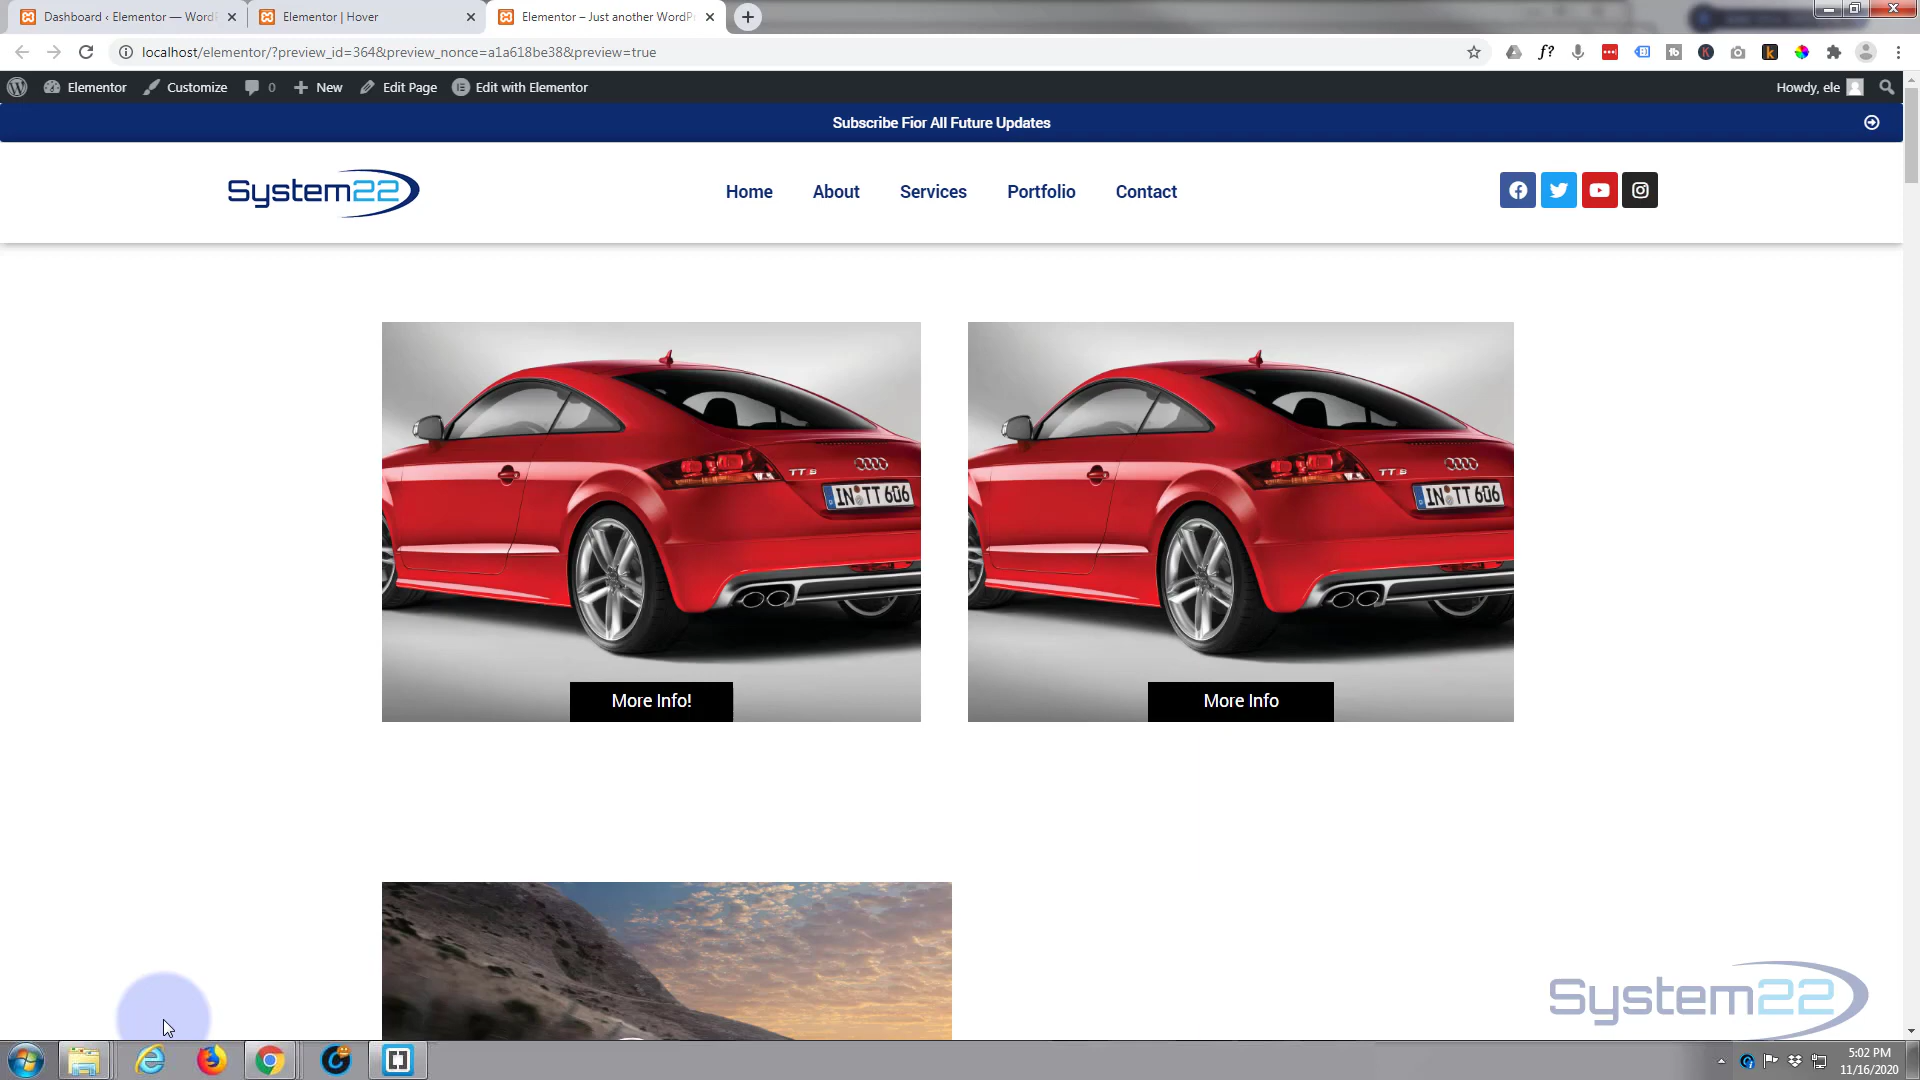 Dashboard ‹ Elementor — Word
Elementor | Hover
Elementor – Just another WordP
localhost/elementor/?preview_id=364&preview_nonce=a1a618be38&preview=true
Elementor
Customize
0
New
Edit Page
Edit with Elementor
Howdy, ele
Subscribe Fior All Future Updates
System22
Home
About
Services
Portfolio
Contact
TT S
IN TT 606
TT S
IN TT 606
More Info!
More Info
System22
5:02 PM
11/16/2020